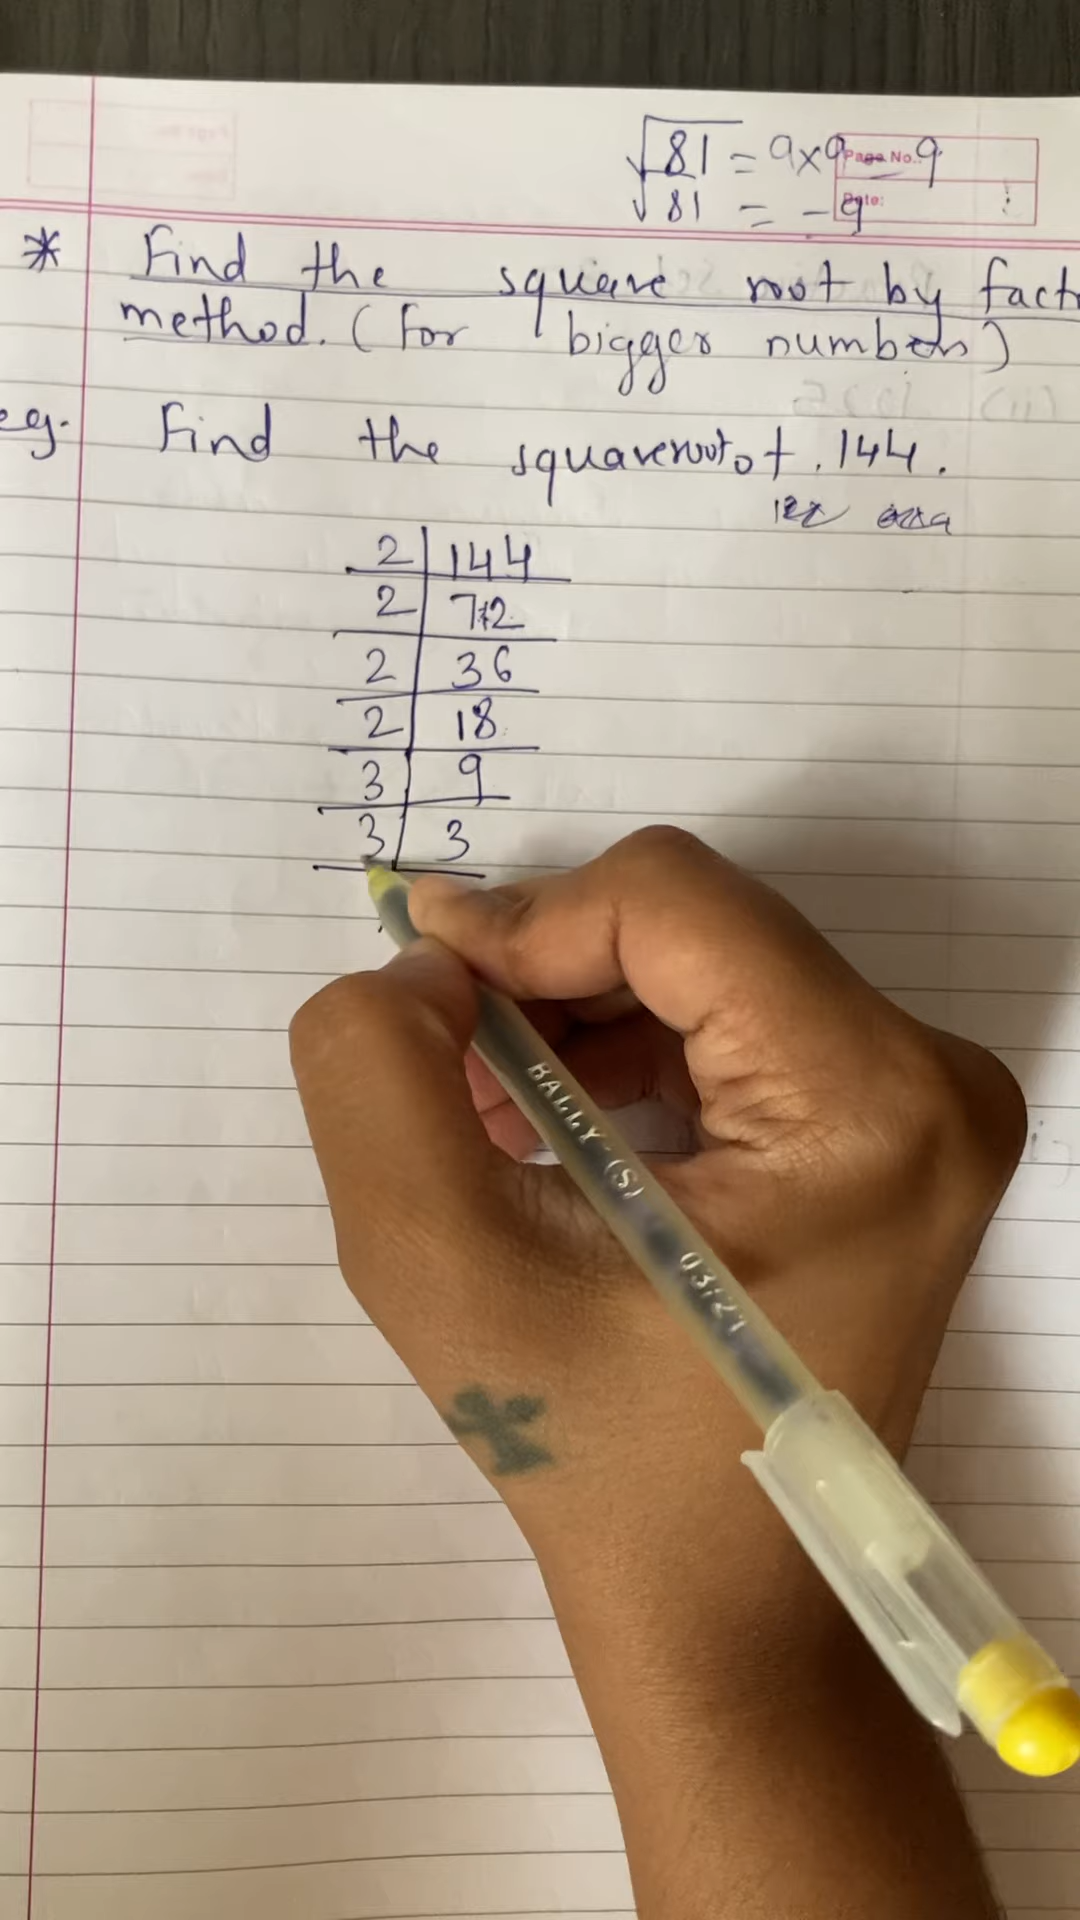 √81 = 9×9 = 9
Page No.:
√81 = -9
Date:
* Find the square root by fact
method. (For bigger numbers)
eg. Find the squareroot of 144.
2 | 144
2 | 72
2 | 36
2 | 18
3 | 9
3 | 3
BALLY (S) 03/21